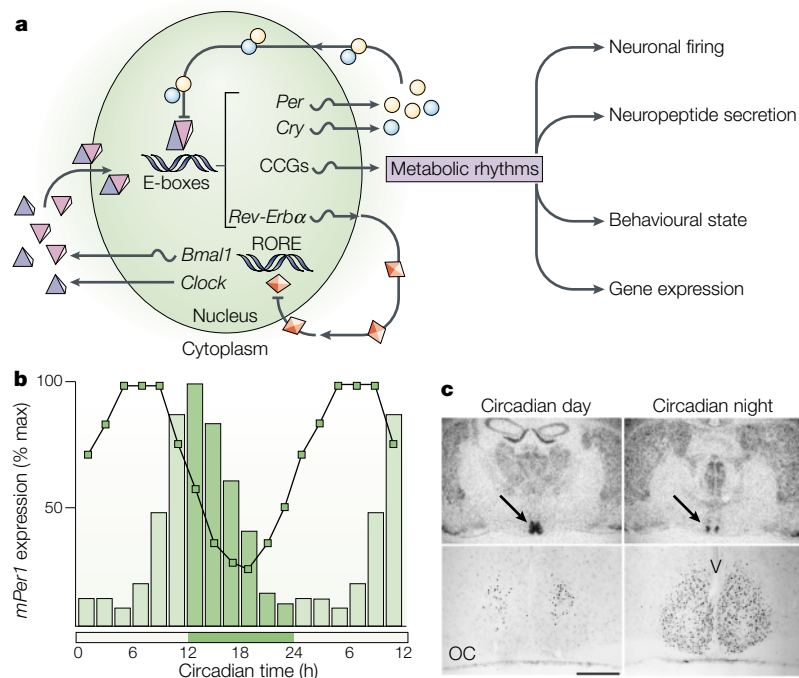 a
Per
Cry
E-boxes
CCGs
Metabolic rhythms
Rev-Erbα
Bmal1
RORE
Clock
Nucleus
Cytoplasm
Neuronal firing
Neuropeptide secretion
Behavioural state
Gene expression
b
mPer1 expression (% max)
100
50
0 6 12 18 24 6 12
Circadian time (h)
c
Circadian day
Circadian night
V
OC